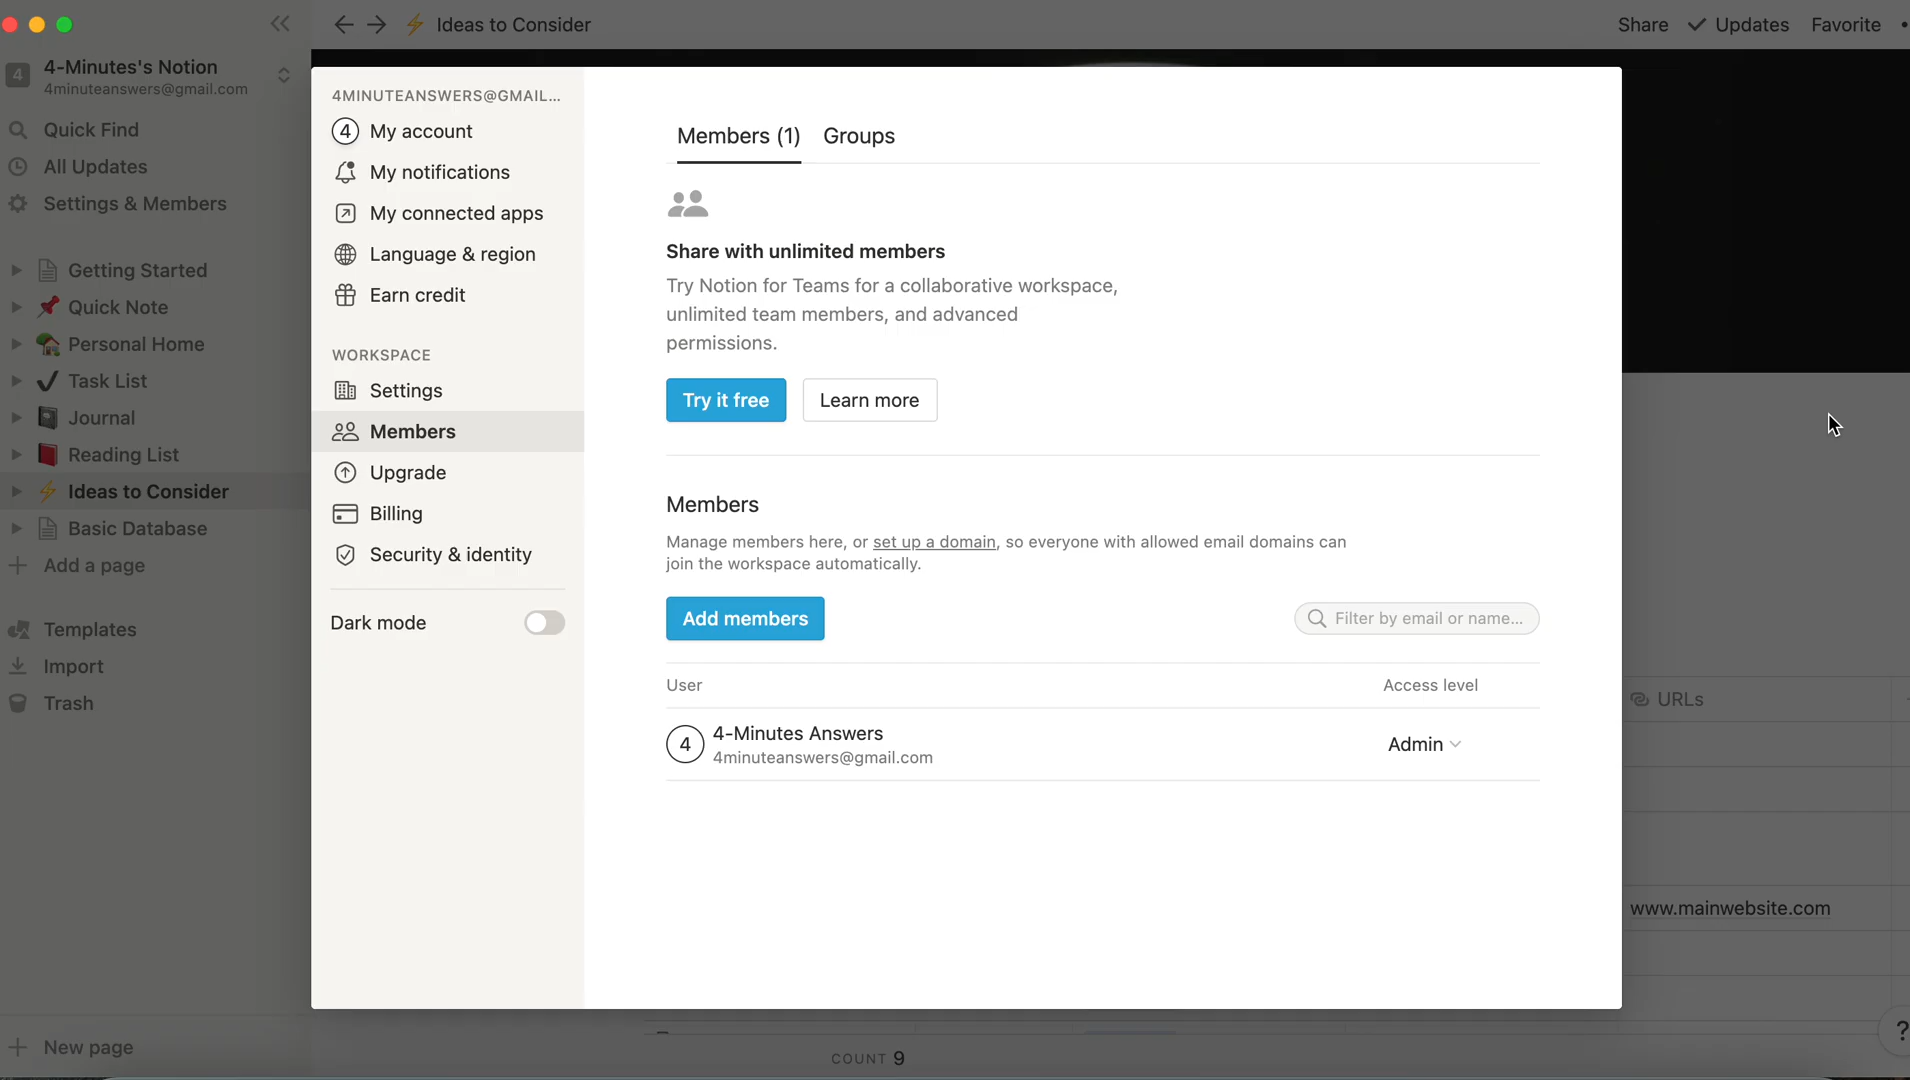 Ideas to Consider
Share
Updates
Favorite
4
4-Minutes's Notion
4minuteanswers@gmail.com
Quick Find
All Updates
Settings & Members
Getting Started
Quick Note
Personal Home
Task List
Journal
Reading List
Ideas to Consider
Basic Database
Add a page
Templates
Import
Trash
New page
4MINUTEANSWERS@GMAIL...
4
My account
My notifications
My connected apps
Language & region
Earn credit
WORKSPACE
Settings
Members
Upgrade
Billing
Security & identity
Dark mode
Members (1)
Groups
Share with unlimited members
Try Notion for Teams for a collaborative workspace,
unlimited team members, and advanced
permissions.
Try it free
Learn more
Members
Manage members here, or set up a domain, so everyone with allowed email domains can
join the workspace automatically.
Add members
Filter by email or name...
User
Access level
4
4-Minutes Answers
4minuteanswers@gmail.com
Admin
URLs
www.mainwebsite.com
?
COUNT 9